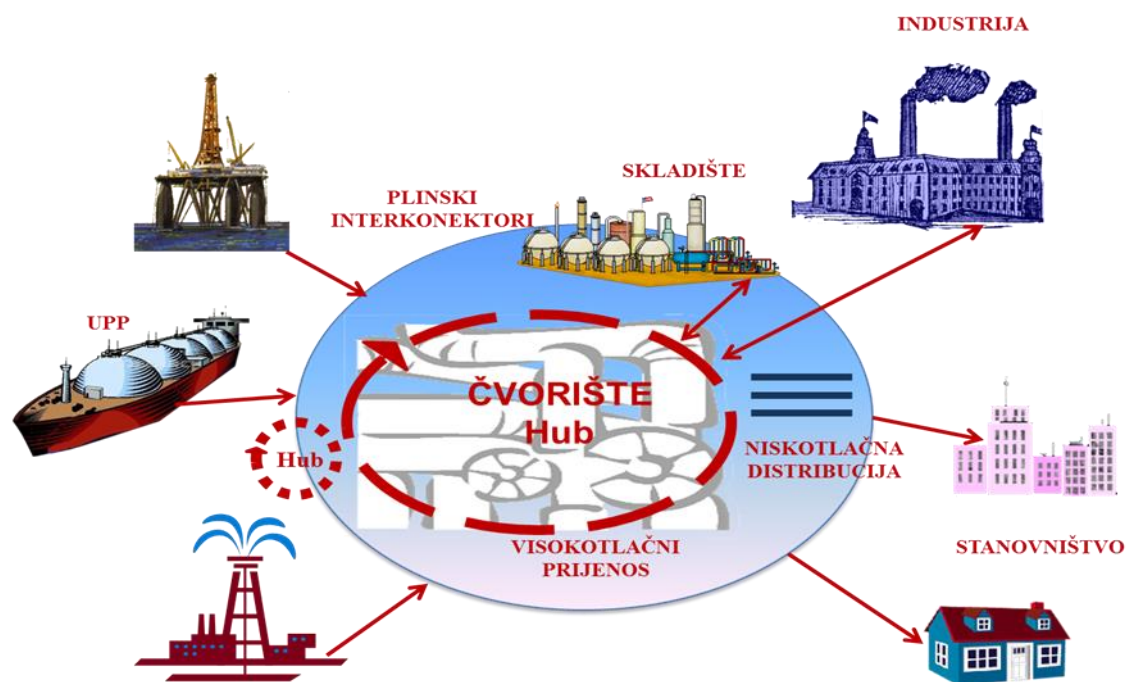 INDUSTRIJA
SKLADIŠTE
PLINSKI
INTERKONEKTORI
UPP
ČVORIŠTE
Hub
Hub
NISKOTLAČNA
DISTRIBUCIJA
VISOKOTLAČNI
PRIJENOS
STANOVNIŠTVO